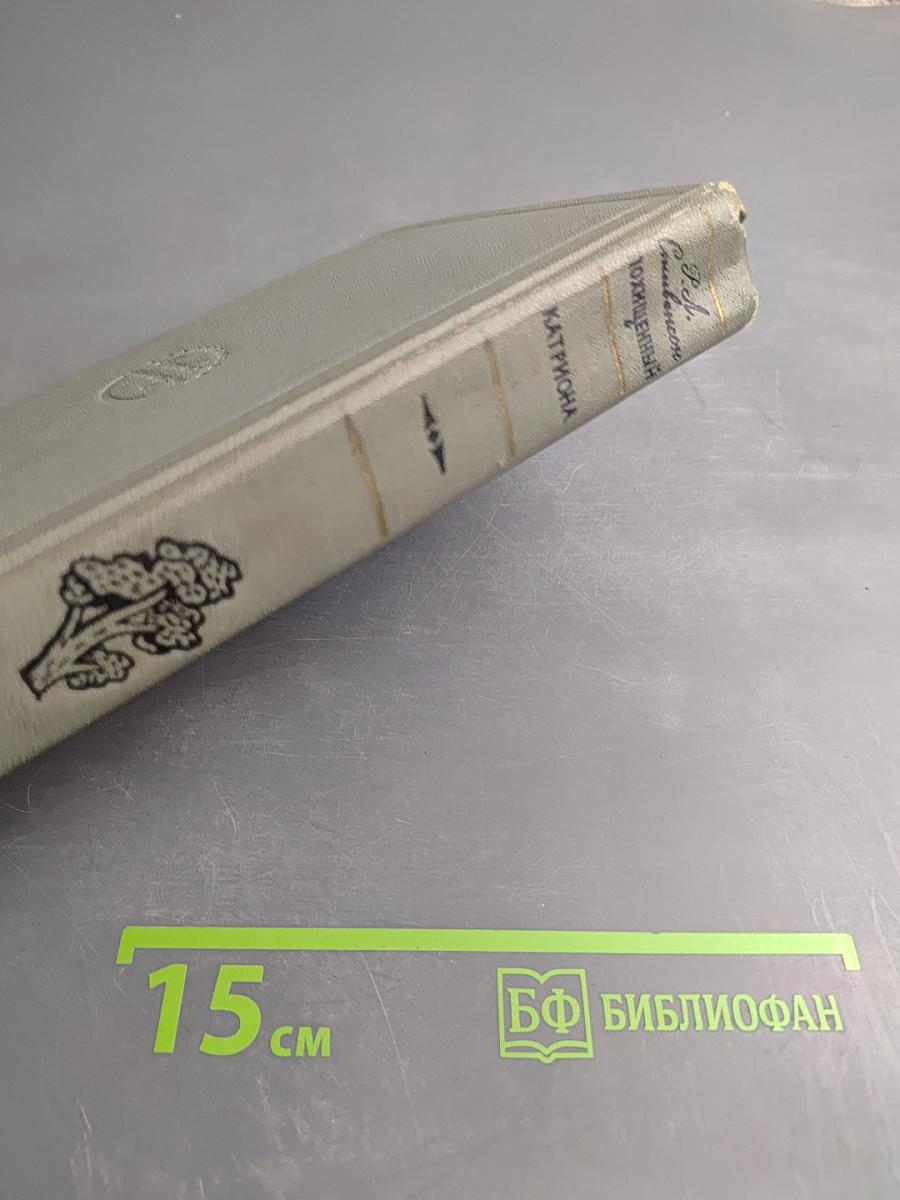 Р. Л.
Стивенсон
ПОХИЩЕННЫЙ
КАТРИОНА
15 см
БФ БИБЛИОФАН